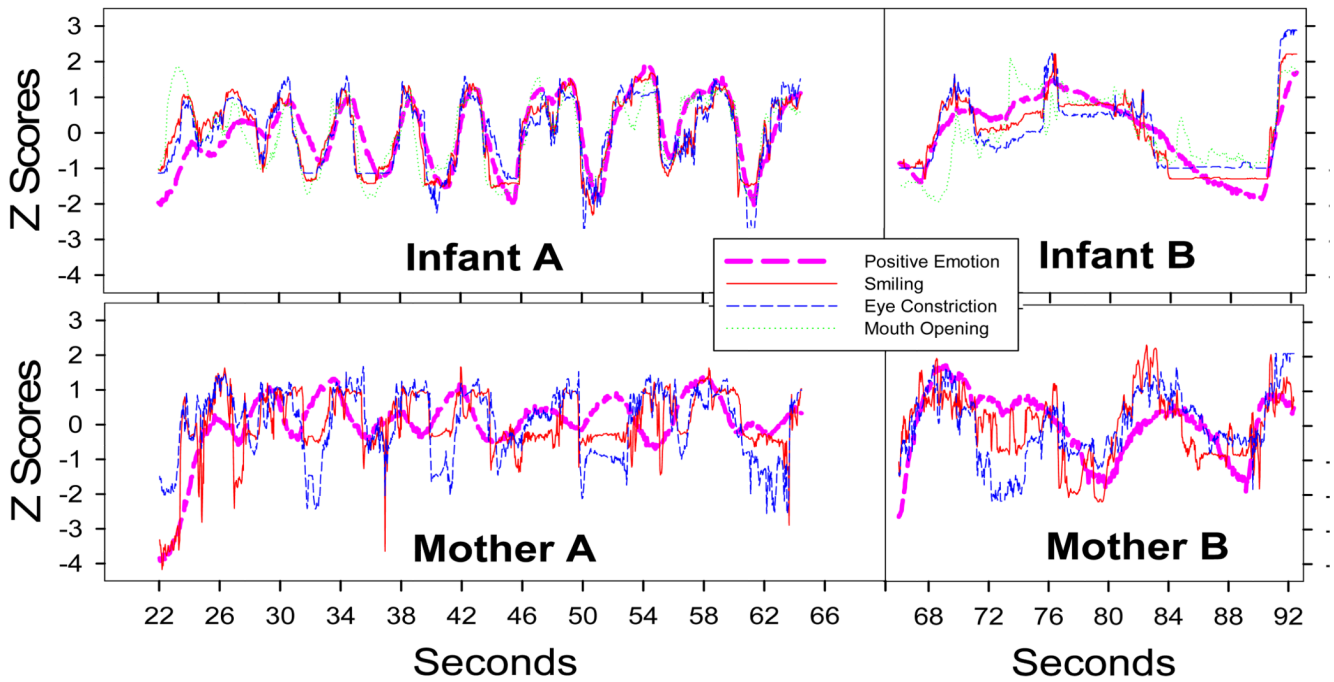 3
2
1
0
-1
-2
-3
-4
Z Scores
Infant A
Infant B
Positive Emotion
Smiling
Eye Constriction
Mouth Opening
3
2
1
0
-1
-2
-3
-4
Z Scores
Mother A
Mother B
22 26 30 34 38 42 46 50 54 58 62 66 68 72 76 80 84 88 92
Seconds Seconds